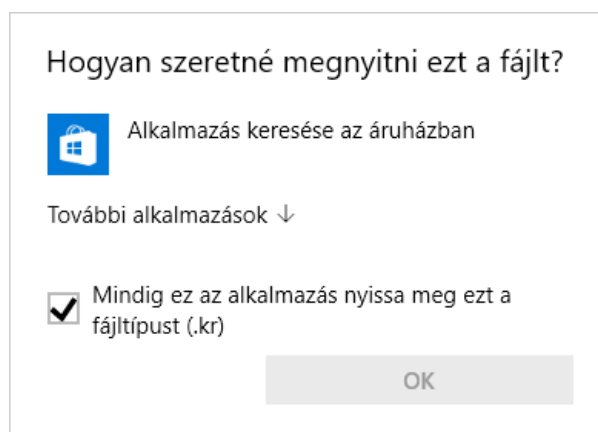 Hogyan szeretné megnyitni ezt a fájlt?
Alkalmazás keresése az áruházban
További alkalmazások ↓
Mindig ez az alkalmazás nyissa meg ezt a
fájltípust (.kr)
OK